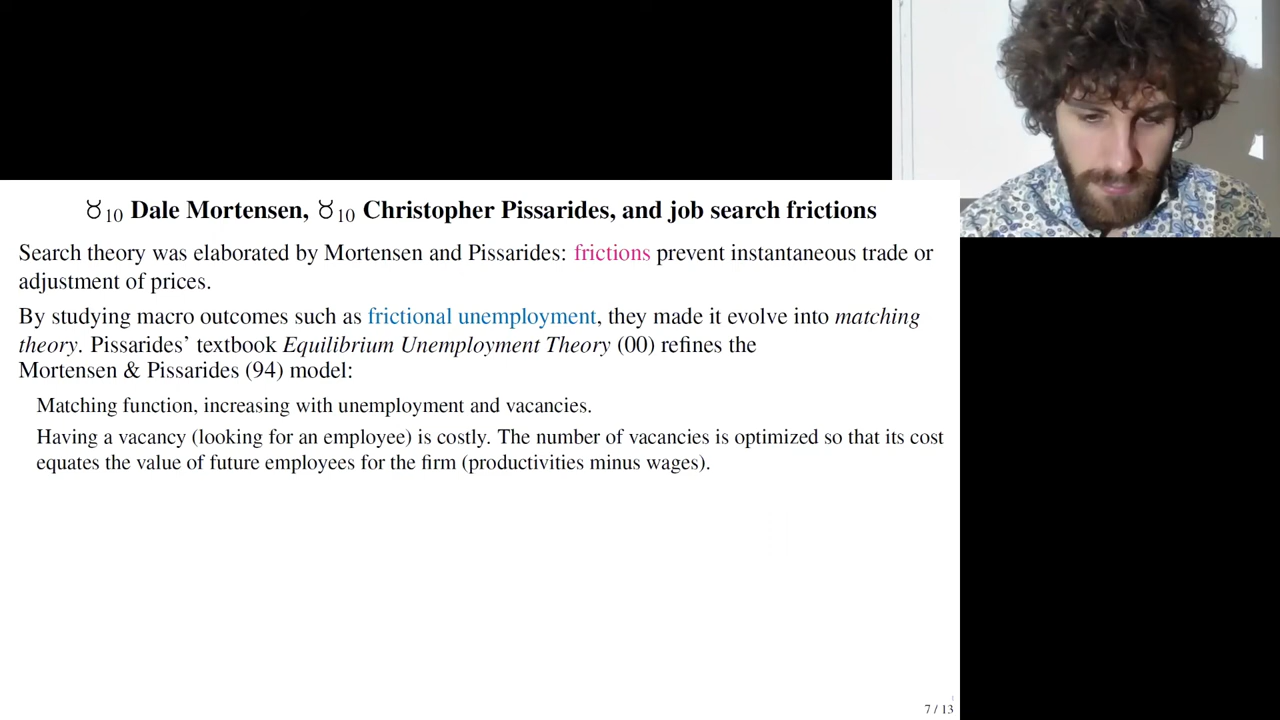 ♉10 Dale Mortensen, ♉10 Christopher Pissarides, and job search frictions
Search theory was elaborated by Mortensen and Pissarides: frictions prevent instantaneous trade or
adjustment of prices.
By studying macro outcomes such as frictional unemployment, they made it evolve into matching
theory. Pissarides’ textbook Equilibrium Unemployment Theory (00) refines the
Mortensen & Pissarides (94) model:
Matching function, increasing with unemployment and vacancies.
Having a vacancy (looking for an employee) is costly. The number of vacancies is optimized so that its cost
equates the value of future employees for the firm (productivities minus wages).
7 / 13